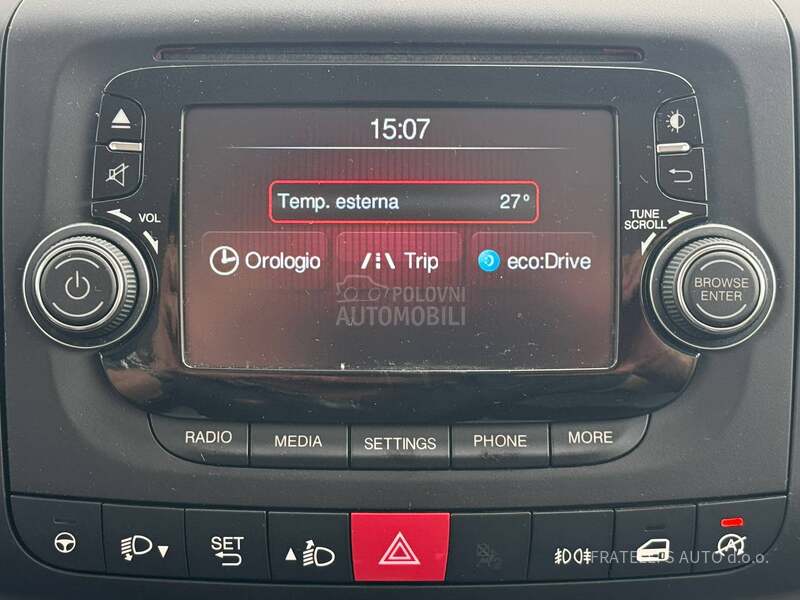 15:07
Temp. esterna 27°
Orologio Trip eco:Drive
POLOVNI
AUTOMOBILI
VOL
TUNE
SCROLL
BROWSE
ENTER
RADIO MEDIA SETTINGS PHONE MORE
SET
FRATELLI'S AUTO d.o.o.